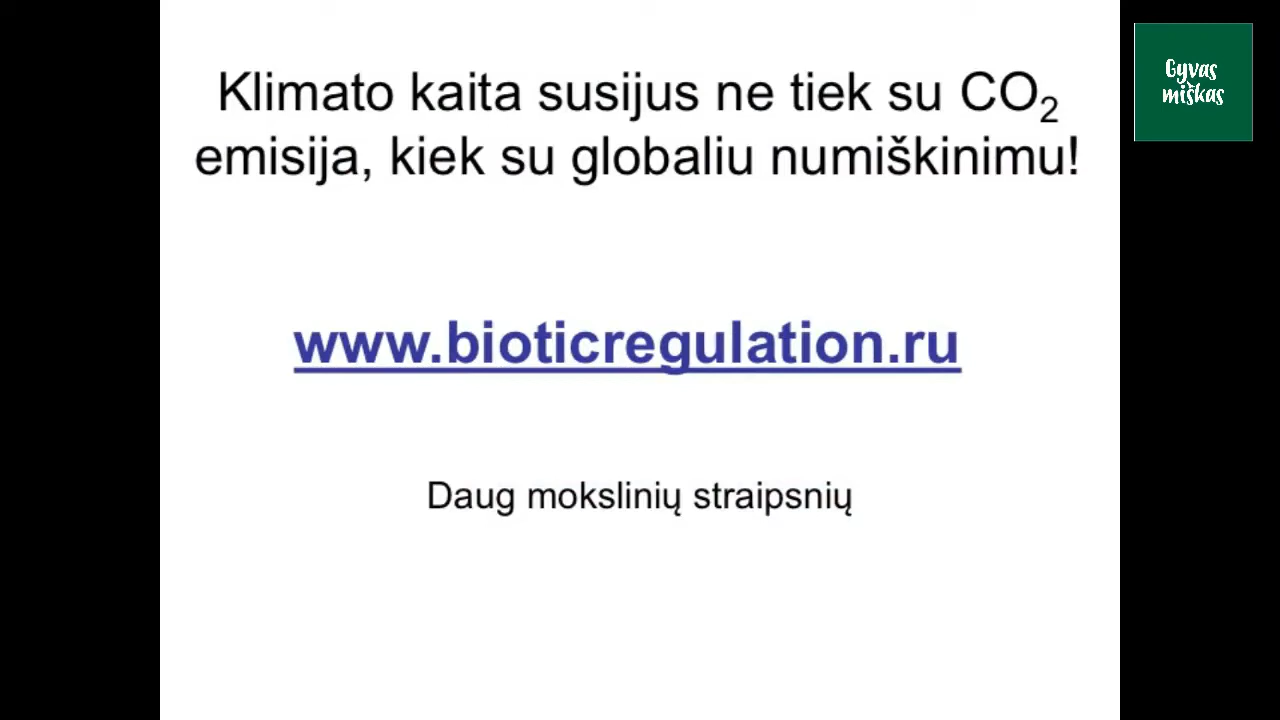 Klimato kaita susijus ne tiek su CO₂
emisija, kiek su globaliu numiškinimu!
Gyvas
miškas
www.bioticregulation.ru
Daug mokslinių straipsnių